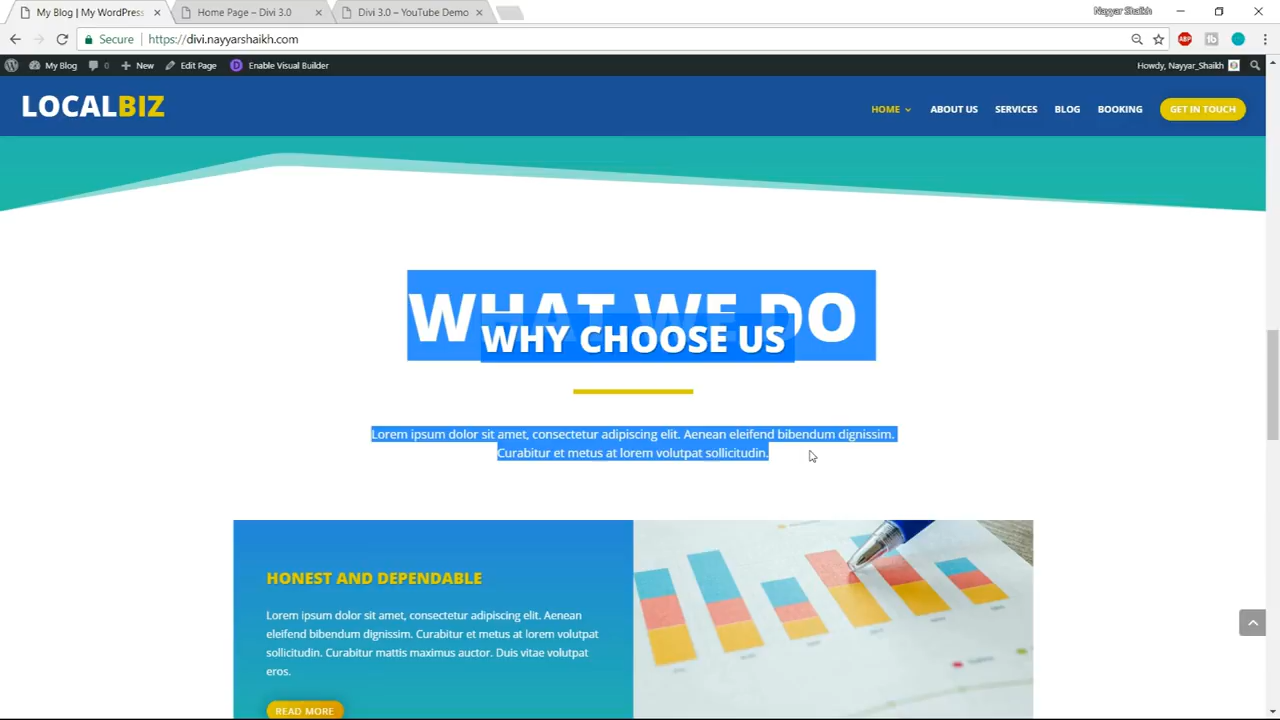 My Blog | My WordPress
Home Page – Divi 3.0
Divi 3.0 – YouTube Demo
Nayyar Shaikh
Secure
https://divi.nayyarshaikh.com
ABP
My Blog
0
New
Edit Page
D
Enable Visual Builder
Howdy, Nayyar_Shaikh
LOCALBIZ
HOME
ABOUT US
SERVICES
BLOG
BOOKING
GET IN TOUCH
WHAT WE DO
WHY CHOOSE US
Lorem ipsum dolor sit amet, consectetur adipiscing elit. Aenean eleifend bibendum dignissim.
Curabitur et metus at lorem volutpat sollicitudin.
HONEST AND DEPENDABLE
Lorem ipsum dolor sit amet, consectetur adipiscing elit. Aenean
eleifend bibendum dignissim. Curabitur et metus at lorem volutpat
sollicitudin. Curabitur mattis maximus auctor. Duis vitae volutpat
eros.
READ MORE